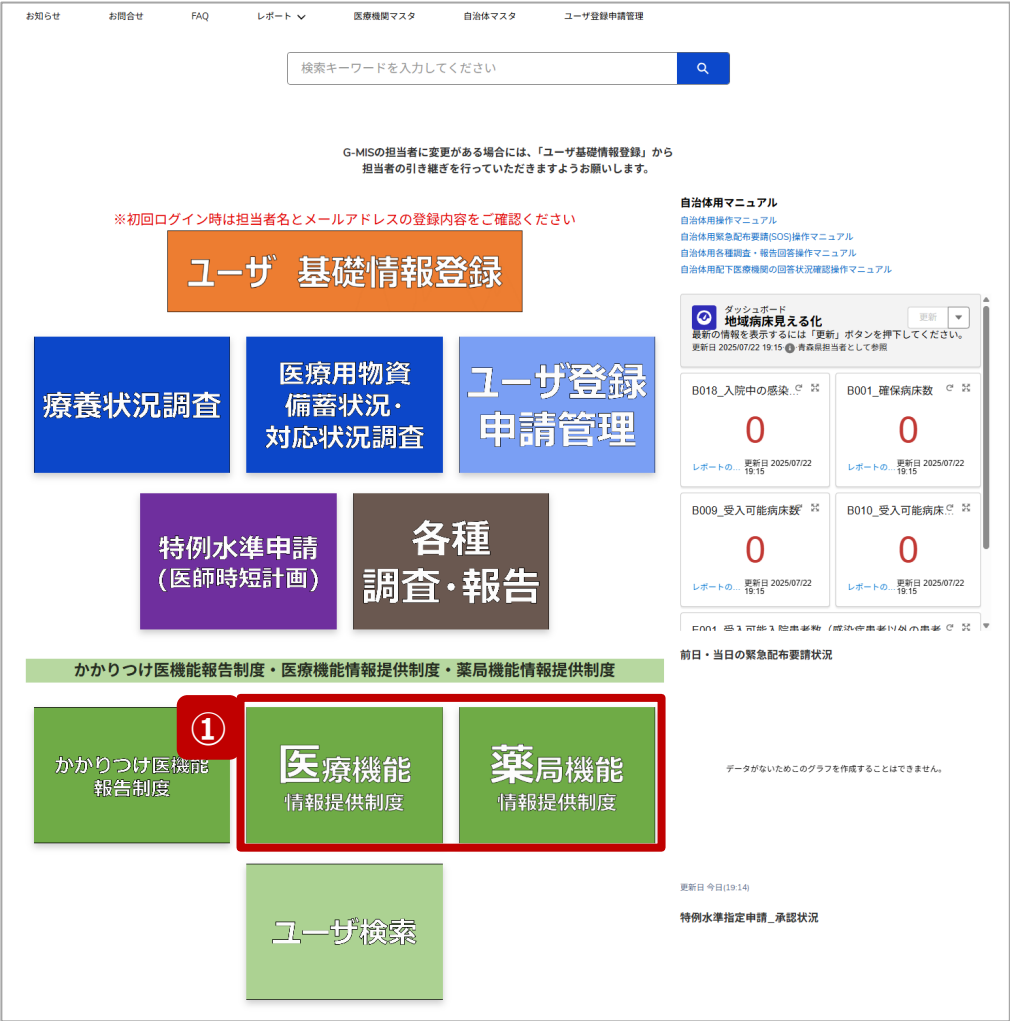 お知らせ
お問合せ
FAQ
レポート
医療機関マスタ
自治体マスタ
ユーザ登録申請管理
検索キーワードを入力してください
G-MISの担当者に変更がある場合には、「ユーザ基礎情報登録」から
担当者の引き継ぎを行っていただきますようお願いします。
※初回ログイン時は担当者名とメールアドレスの登録内容をご確認ください
ユーザ 基礎情報登録
療養状況調査
医療用物資
備蓄状況・
対応状況調査
ユーザ登録
申請管理
特例水準申請
(医師時短計画)
各種
調査・報告
かかりつけ医機能報告制度・医療機能情報提供制度・薬局機能情報提供制度
①
かかりつけ医機能
報告制度
医療機能
情報提供制度
薬局機能
情報提供制度
ユーザ検索
自治体用マニュアル
自治体用操作マニュアル
自治体用緊急配布要請(SOS)操作マニュアル
自治体用各種調査・報告回答操作マニュアル
自治体用配下医療機関の回答状況確認操作マニュアル
ダッシュボード
地域病床見える化
更新
最新の情報を表示するには「更新」ボタンを押下してください。
更新日 2025/07/22 19:15 青森県担当者として参照
B018_入院中の感染...
0
レポートの... 更新日 2025/07/22
19:15
B001_確保病床数
0
レポートの... 更新日 2025/07/22
19:15
B009_受入可能病床数
0
レポートの... 更新日 2025/07/22
19:15
B010_受入可能病床...
0
レポートの... 更新日 2025/07/22
19:15
E001_受入可能入院患者数(感染症患者以外の患者
前日・当日の緊急配布要請状況
データがないためこのグラフを作成することはできません。
更新日 今日(19:14)
特例水準指定申請_承認状況